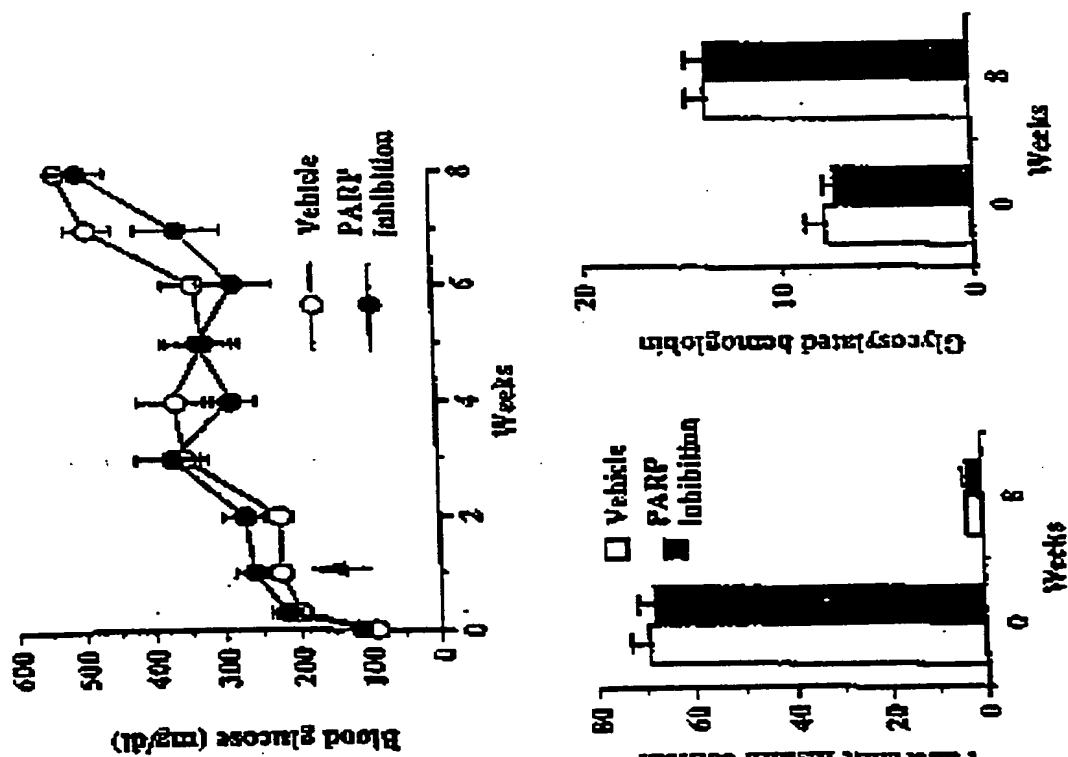 Blood glucose (mg/dl)
600
500
400
300
200
100
0
0
2
4
6
8
Weeks
Vehicle
PARP
Inhibition
80
60
40
20
0
0
8
Weeks
Vehicle
PARP
Inhibition
Glycosylated hemoglobin
20
10
0
0
8
Weeks